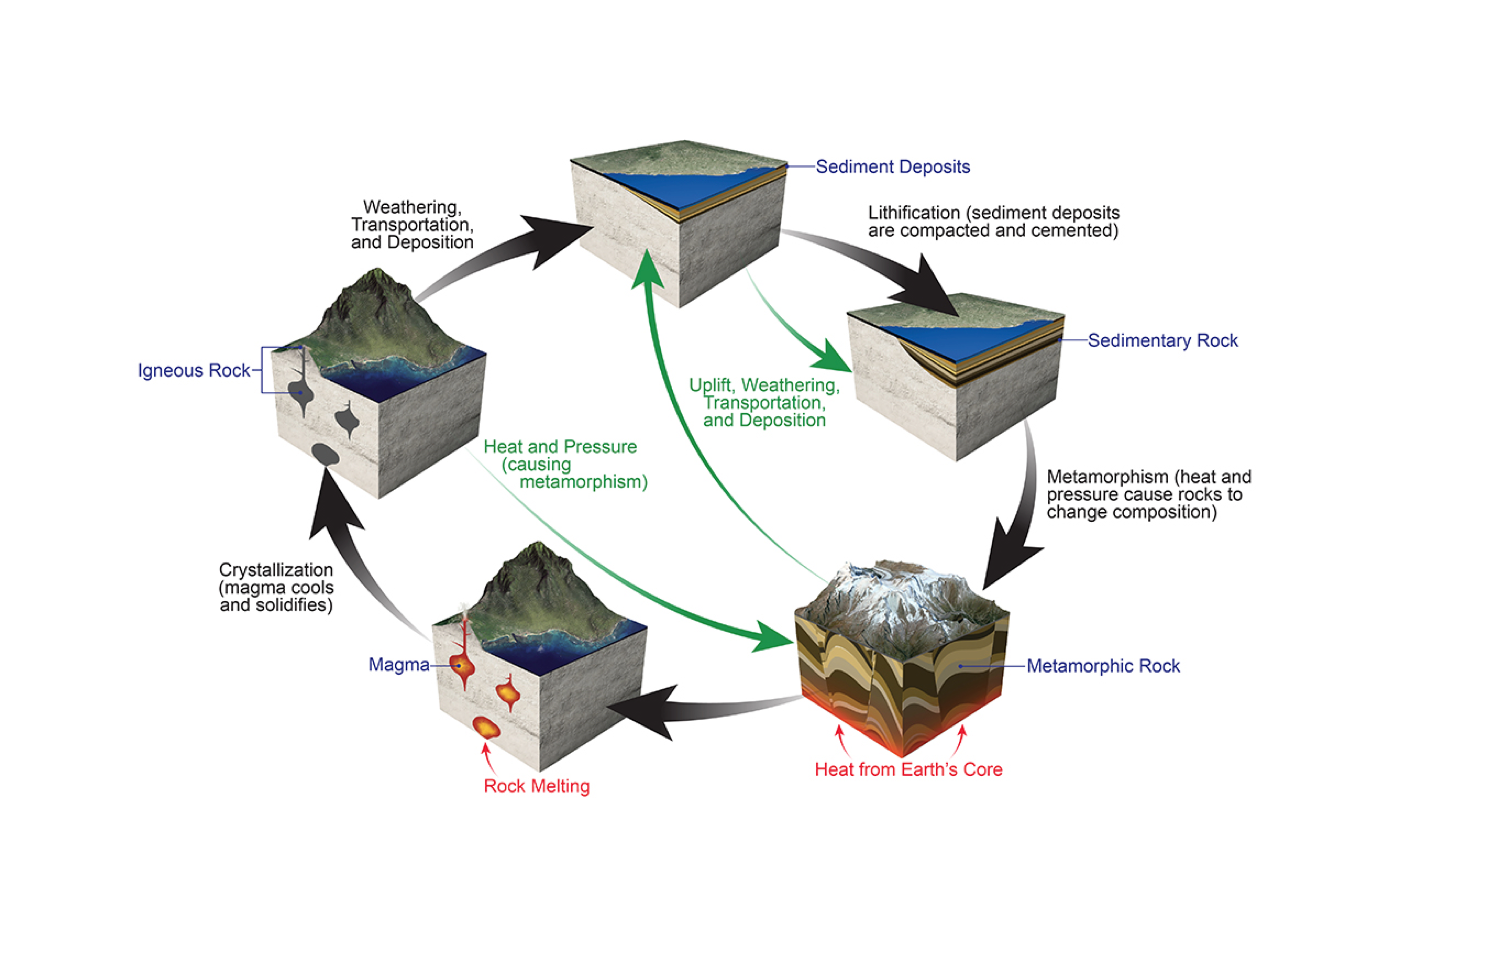 Sediment Deposits
Weathering,
Transportation,
and Deposition
Lithification (sediment deposits
are compacted and cemented)
Igneous Rock
Sedimentary Rock
Uplift, Weathering,
Transportation,
and Deposition
Heat and Pressure
(causing
metamorphism)
Metamorphism (heat and
pressure cause rocks to
change composition)
Crystallization
(magma cools
and solidifies)
Magma
Metamorphic Rock
Rock Melting
Heat from Earth's Core